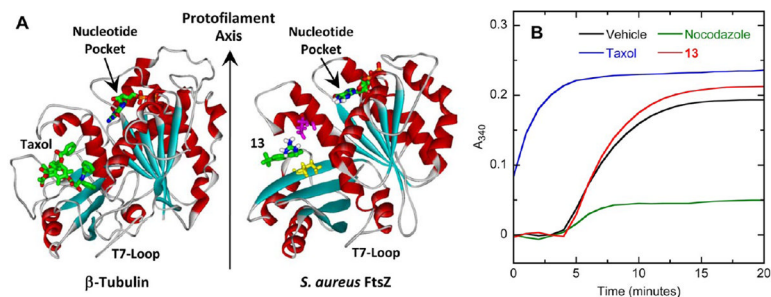 A
Protofilament
Axis
Nucleotide
Pocket
Nucleotide
Pocket
Taxol
13
T7-Loop
T7-Loop
β-Tubulin
S. aureus FtsZ
B
Vehicle
Nocodazole
Taxol
13
0.3
0.2
0.1
0.0
A340
0
5
10
15
20
Time (minutes)